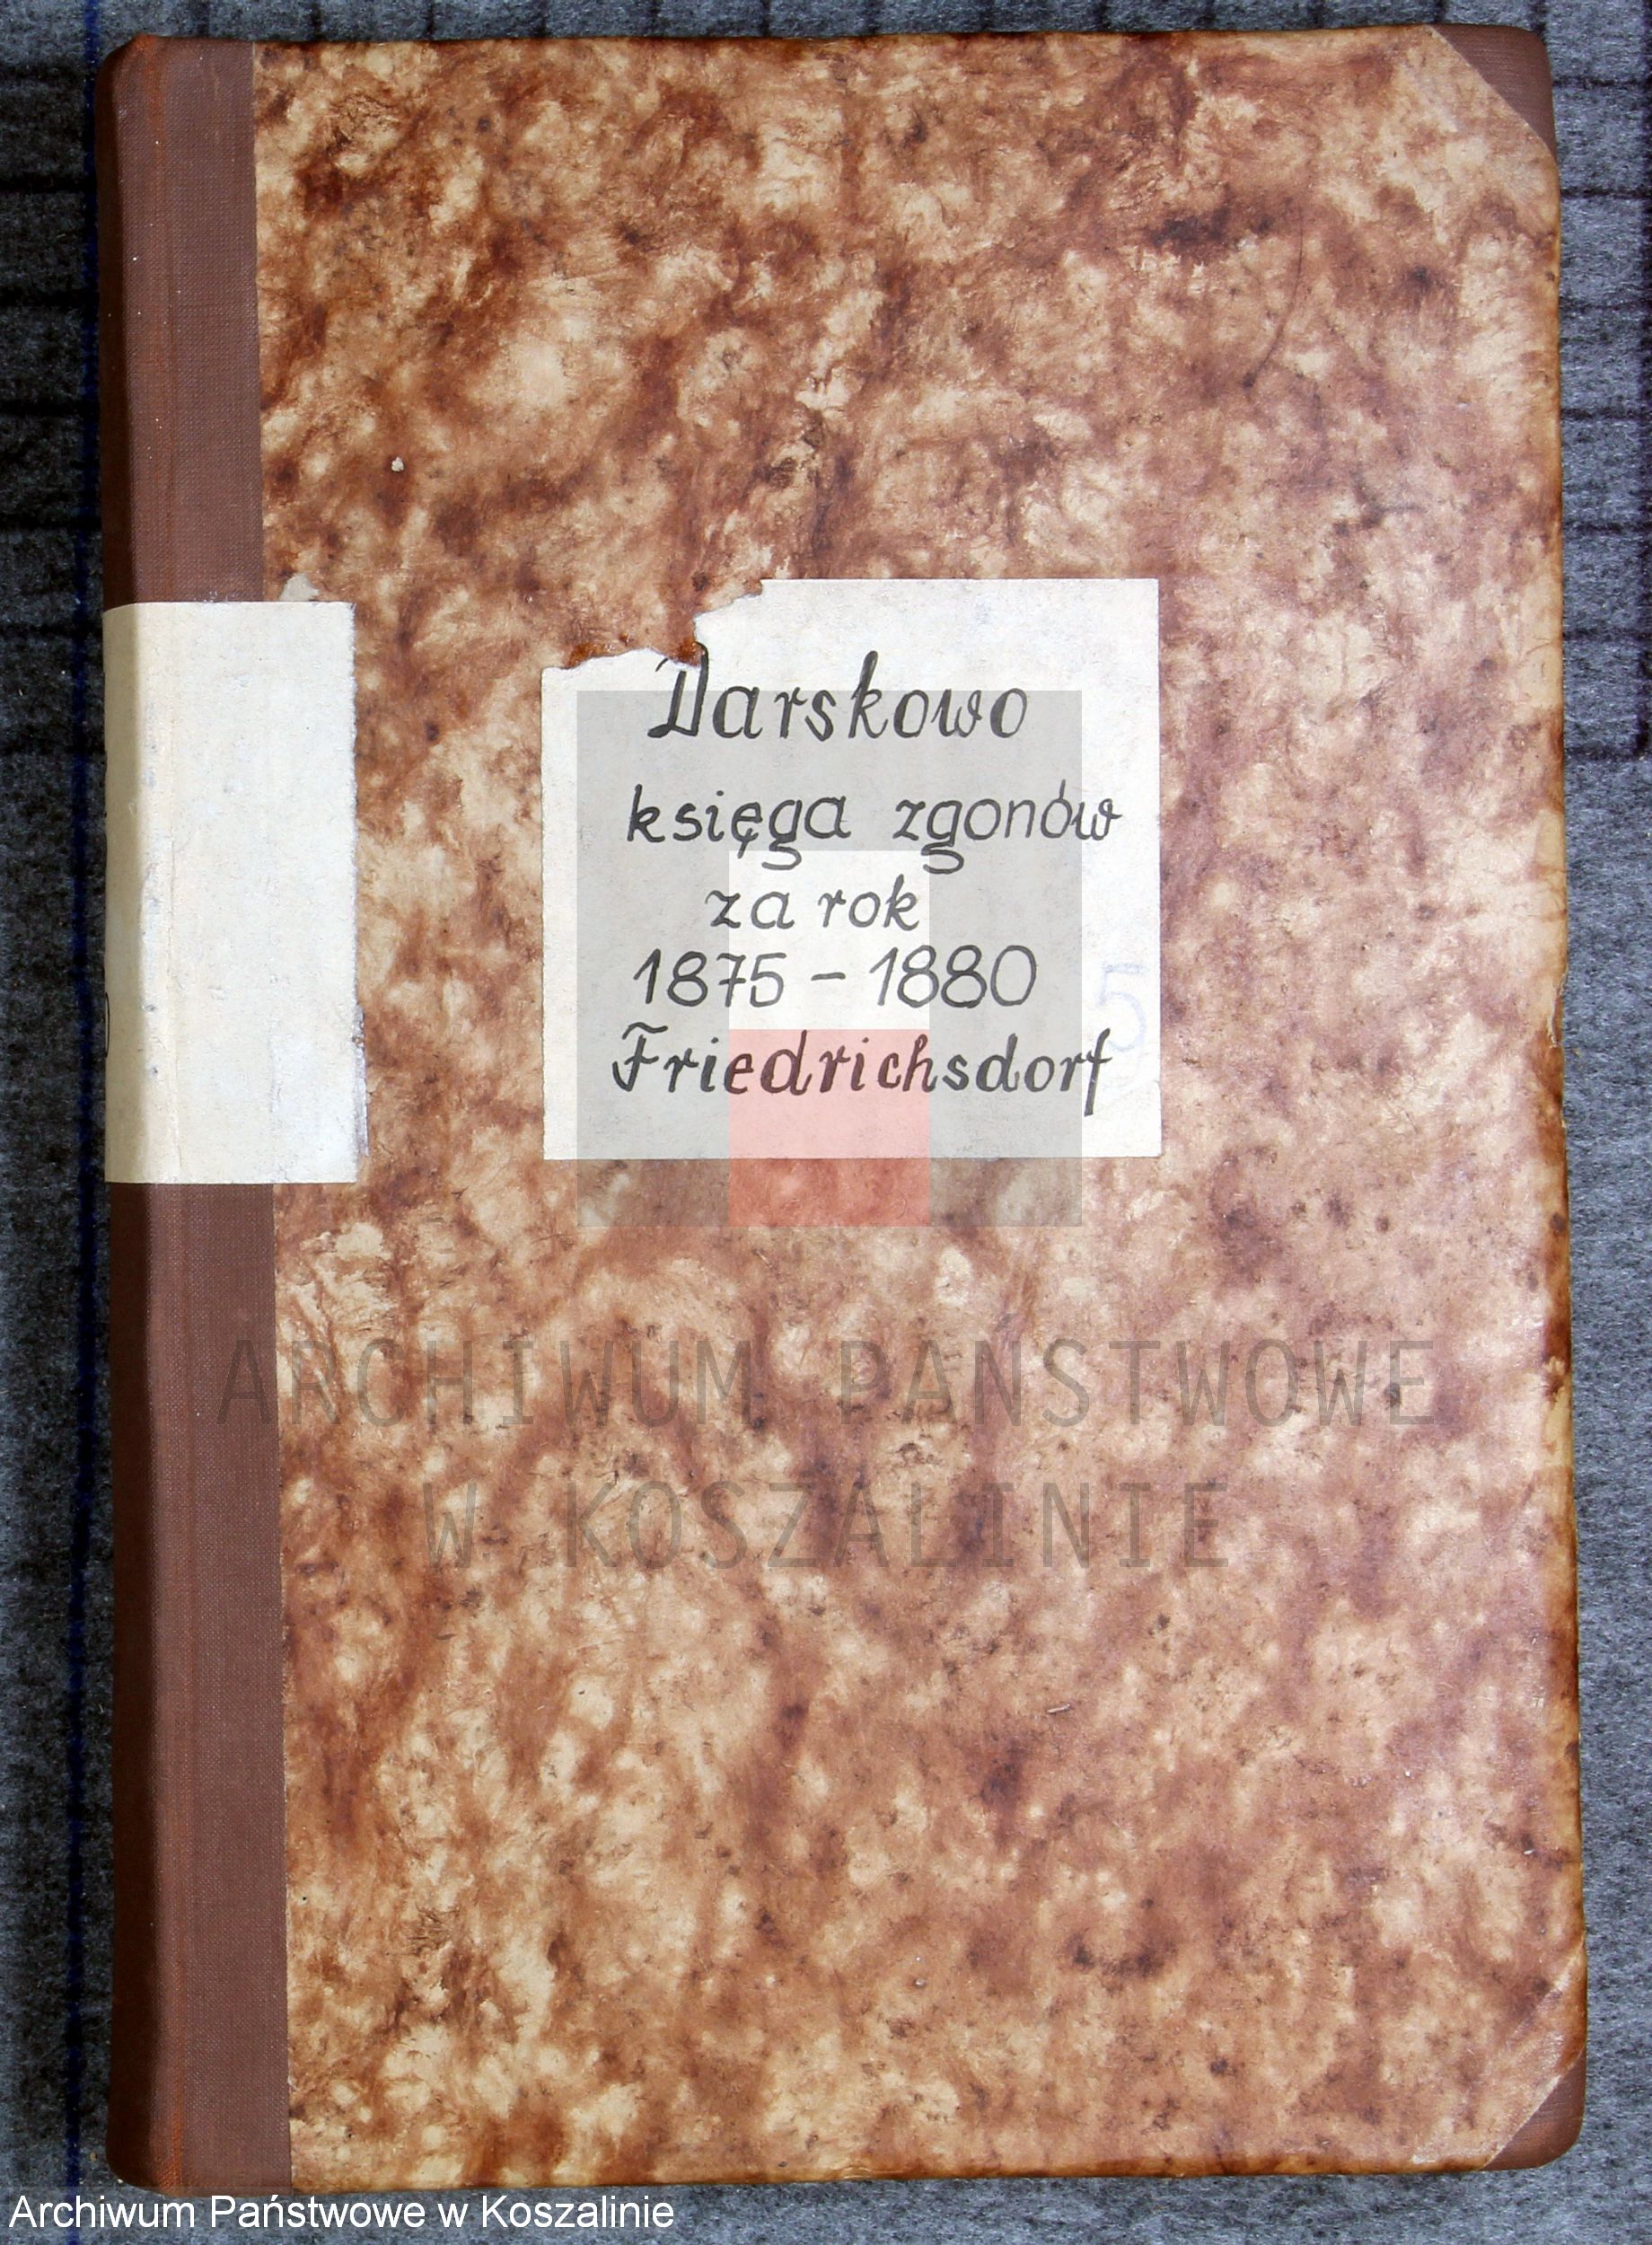 Darskowo
księga zgonów
za rok
1875 - 1880
Friedrichsdorf
5
ARCHIWUM PAŃSTWOWE
W KOSZALINIE
Archiwum Państwowe w Koszalinie